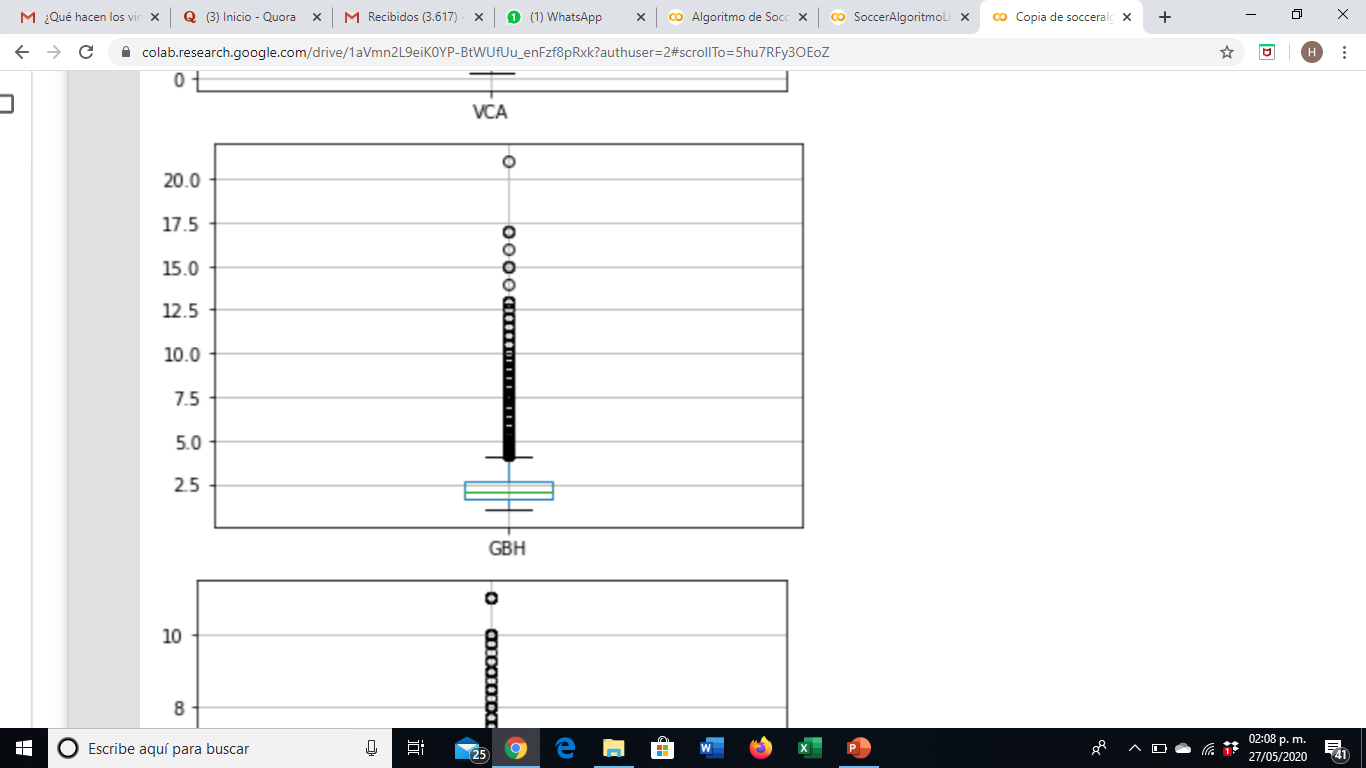 ¿Qué hacen los vir
(3) Inicio - Quora
Recibidos (3.617) -
(1) WhatsApp
Algoritmo de Socc
SoccerAlgoritmoLi
Copia de socceralg
colab.research.google.com/drive/1aVmn2L9eiK0YP-BtWUfUu_enFzf8pRxk?authuser=2#scrollTo=5hu7RFy3OEoZ
H
0
VCA
20.0
17.5
15.0
12.5
10.0
7.5
5.0
2.5
GBH
10
8
Escribe aquí para buscar
25
1
02:08 p. m.
27/05/2020
41